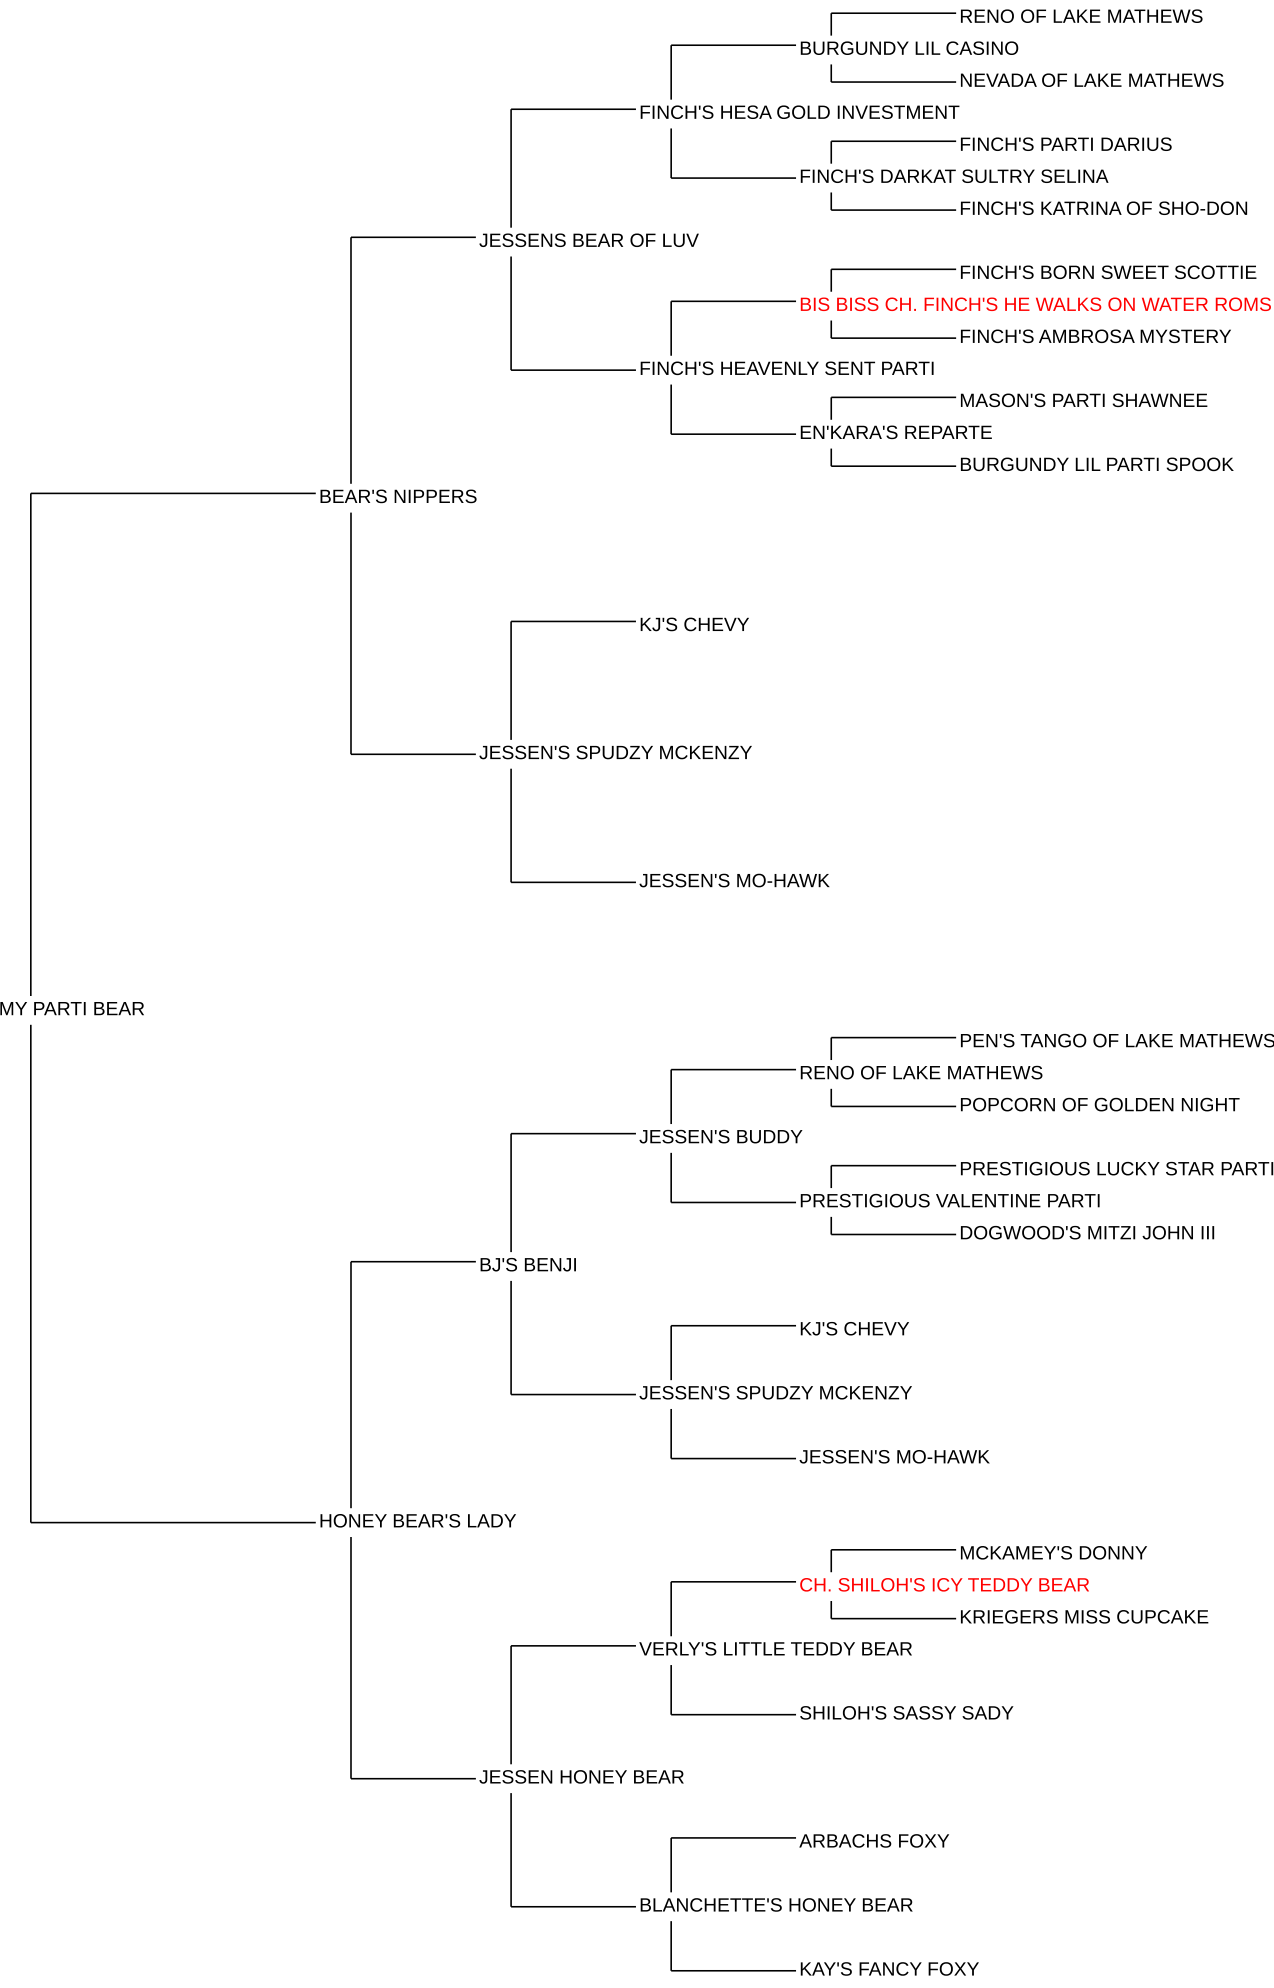 RENO OF LAKE MATHEWS
BURGUNDY LIL CASINO
NEVADA OF LAKE MATHEWS
FINCH'S HESA GOLD INVESTMENT
FINCH'S PARTI DARIUS
FINCH'S DARKAT SULTRY SELINA
FINCH'S KATRINA OF SHO-DON
JESSENS BEAR OF LUV
FINCH'S BORN SWEET SCOTTIE
BIS BISS CH. FINCH'S HE WALKS ON WATER ROMS
FINCH'S AMBROSA MYSTERY
FINCH'S HEAVENLY SENT PARTI
MASON'S PARTI SHAWNEE
EN'KARA'S REPARTE
BURGUNDY LIL PARTI SPOOK
BEAR'S NIPPERS
KJ'S CHEVY
JESSEN'S SPUDZY MCKENZY
JESSEN'S MO-HAWK
MY PARTI BEAR
PEN'S TANGO OF LAKE MATHEWS
RENO OF LAKE MATHEWS
POPCORN OF GOLDEN NIGHT
JESSEN'S BUDDY
PRESTIGIOUS LUCKY STAR PARTI
PRESTIGIOUS VALENTINE PARTI
DOGWOOD'S MITZI JOHN III
BJ'S BENJI
KJ'S CHEVY
JESSEN'S SPUDZY MCKENZY
JESSEN'S MO-HAWK
HONEY BEAR'S LADY
MCKAMEY'S DONNY
CH. SHILOH'S ICY TEDDY BEAR
KRIEGERS MISS CUPCAKE
VERLY'S LITTLE TEDDY BEAR
SHILOH'S SASSY SADY
JESSEN HONEY BEAR
ARBACHS FOXY
BLANCHETTE'S HONEY BEAR
KAY'S FANCY FOXY